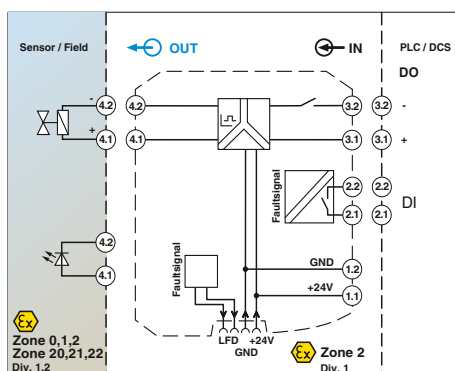 Sensor / Field
OUT
IN
PLC / DCS
DO
-
4.2
4.2
3.2
3.2
-
+
4.1
4.1
3.1
3.1
+
Faultsignal
2.2
2.2
DI
2.1
2.1
4.2
4.1
Faultsignal
GND
1.2
+24V
1.1
LFD
+24V
GND
Ex
Zone 0,1,2
Zone 20,21,22
Div. 1,2
Ex
Zone 2
Div. 1